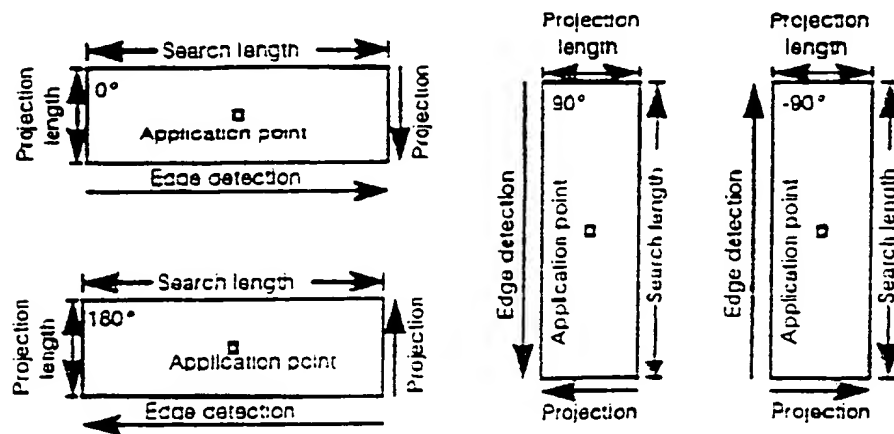 Search length
Projection
length
0°
Application point
Projection
Edge detection
Search length
Projection
length
180°
Application point
Projection
Edge detection
Projection
length
90°
Edge detection
Application point
Search length
Projection
Projection
length
-90°
Edge detection
Application point
Search length
Projection